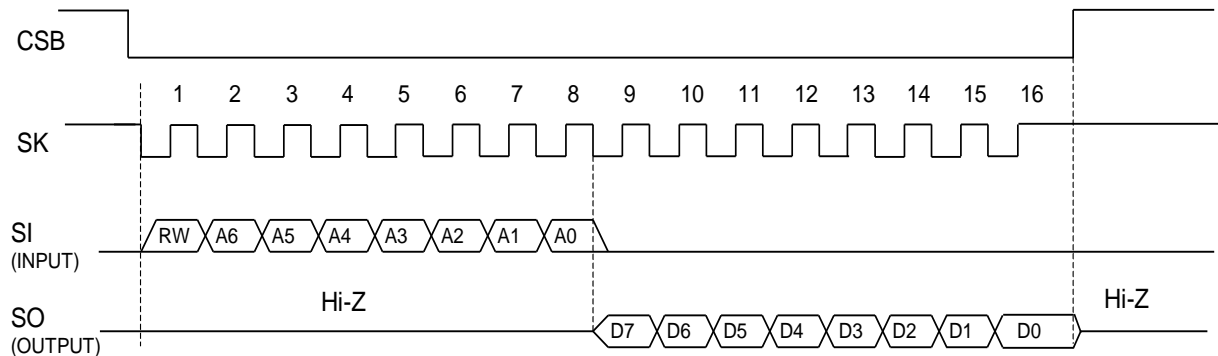 CSB
1 2 3 4 5 6 7 8 9 10 11 12 13 14 15 16
SK
SI
(INPUT)
RW A6 A5 A4 A3 A2 A1 A0
Hi-Z
Hi-Z
SO
(OUTPUT)
D7 D6 D5 D4 D3 D2 D1 D0